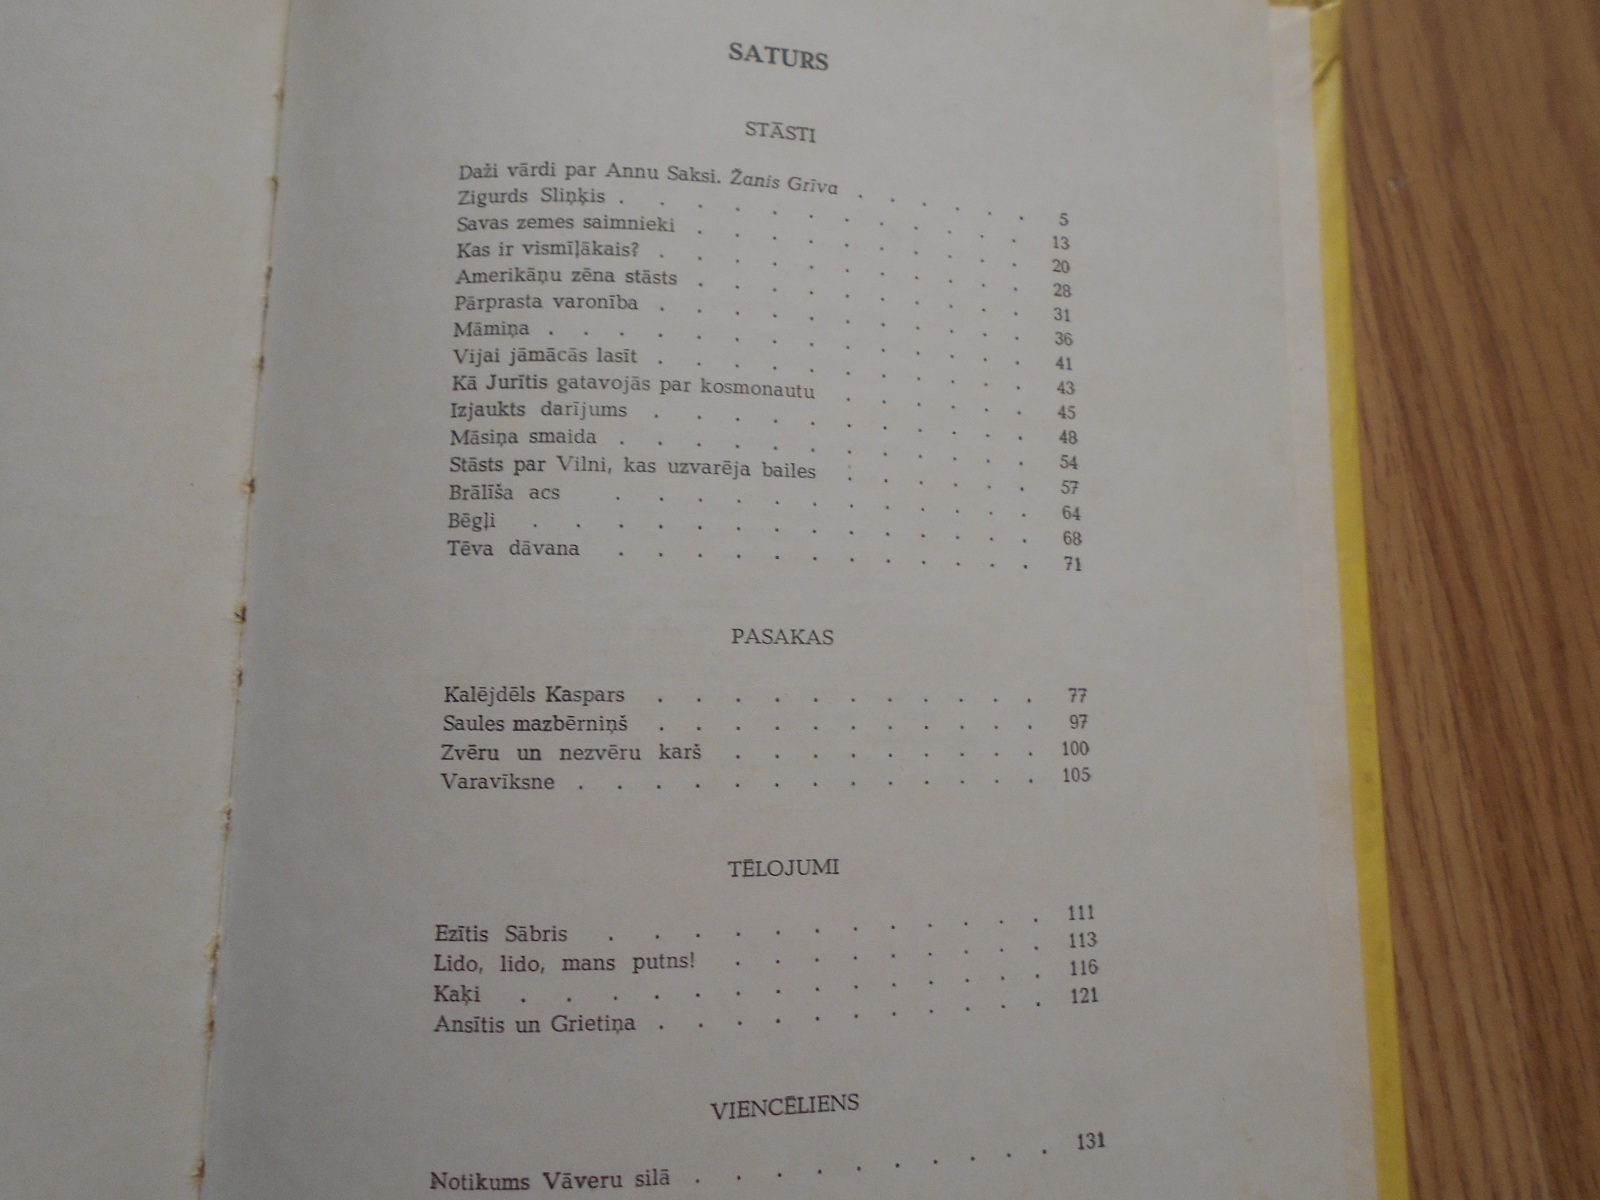 SATURS
STĀSTI
Daži vārdi par Annu Saksi. Žanis Grīva . . . . . . 5
Zigurds Sliņķis . . . . . . . . . . . . 13
Savas zemes saimnieki . . . . . . . . . . 20
Kas ir vismīļākais? . . . . . . . . . . . 28
Amerikāņu zēna stāsts . . . . . . . . . . 31
Pārprasta varonība . . . . . . . . . . . 36
Māmiņa . . . . . . . . . . . . . . 41
Vijai jāmācās lasīt . . . . . . . . . . . 43
Kā Jurītis gatavojās par kosmonautu . . . . . . 45
Izjaukts darījums . . . . . . . . . . . 48
Māsiņa smaida . . . . . . . . . . . . 54
Stāsts par Vilni, kas uzvarēja bailes . . . . . . 57
Brālīša acs . . . . . . . . . . . . 64
Bēgļi . . . . . . . . . . . . . . 68
Tēva dāvana . . . . . . . . . . . . 71
PASAKAS
Kalējdēls Kaspars . . . . . . . . . . . 77
Saules mazbērniņš . . . . . . . . . . . 97
Zvēru un nezvēru karš . . . . . . . . . 100
Varavīksne . . . . . . . . . . . . . 105
TĒLOJUMI
Ezītis Sābris . . . . . . . . . . . . 111
Lido, lido, mans putns! . . . . . . . . . 113
Kaķi . . . . . . . . . . . . . . 116
Ansītis un Grietiņa . . . . . . . . . . . 121
VIENCĒLIENS
Notikums Vāveru silā . . . . . . . . . . 131